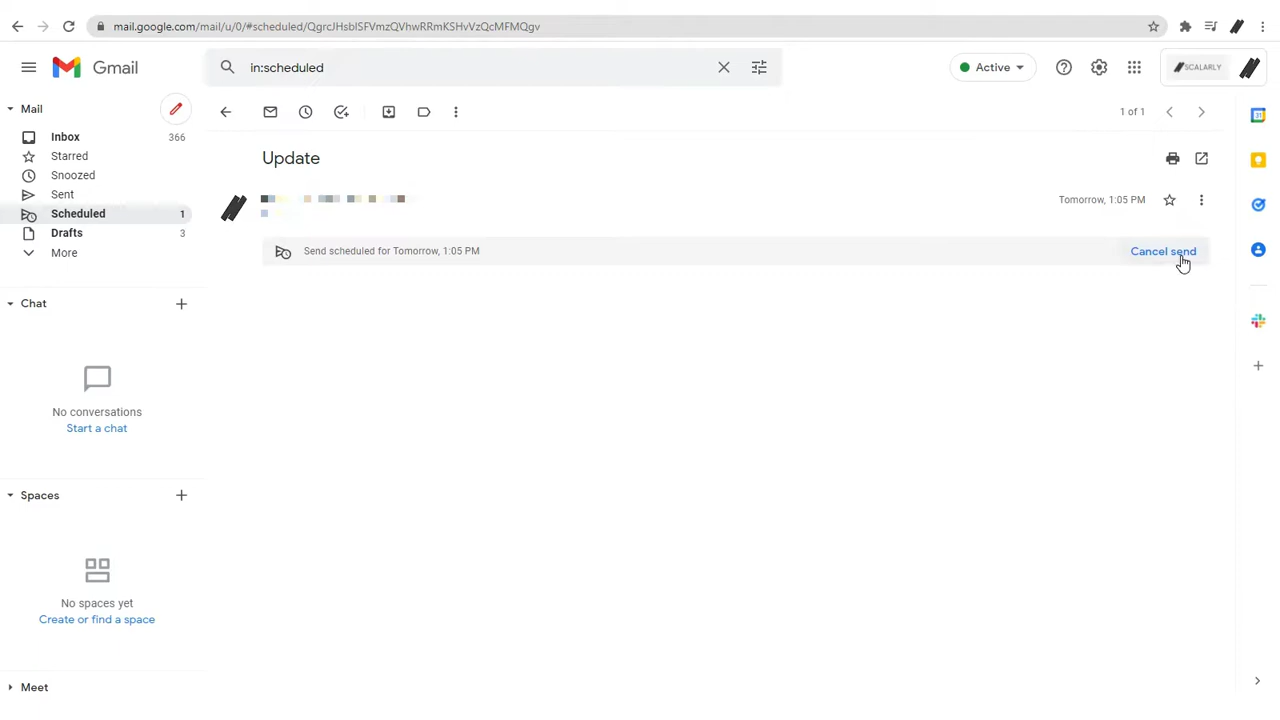 mail.google.com/mail/u/0/#scheduled/QgrcJHsblSFVmzQVhwRRmKSHvVzQcMFMQgv
Gmail
in:scheduled
Active
SCALARLY
Mail
1 of 1
Inbox 366
Starred
Update
Snoozed
Sent
Tomorrow, 1:05 PM
Scheduled 1
Drafts 3
Send scheduled for Tomorrow, 1:05 PM
Cancel send
More
Chat
No conversations
Start a chat
Spaces
No spaces yet
Create or find a space
Meet